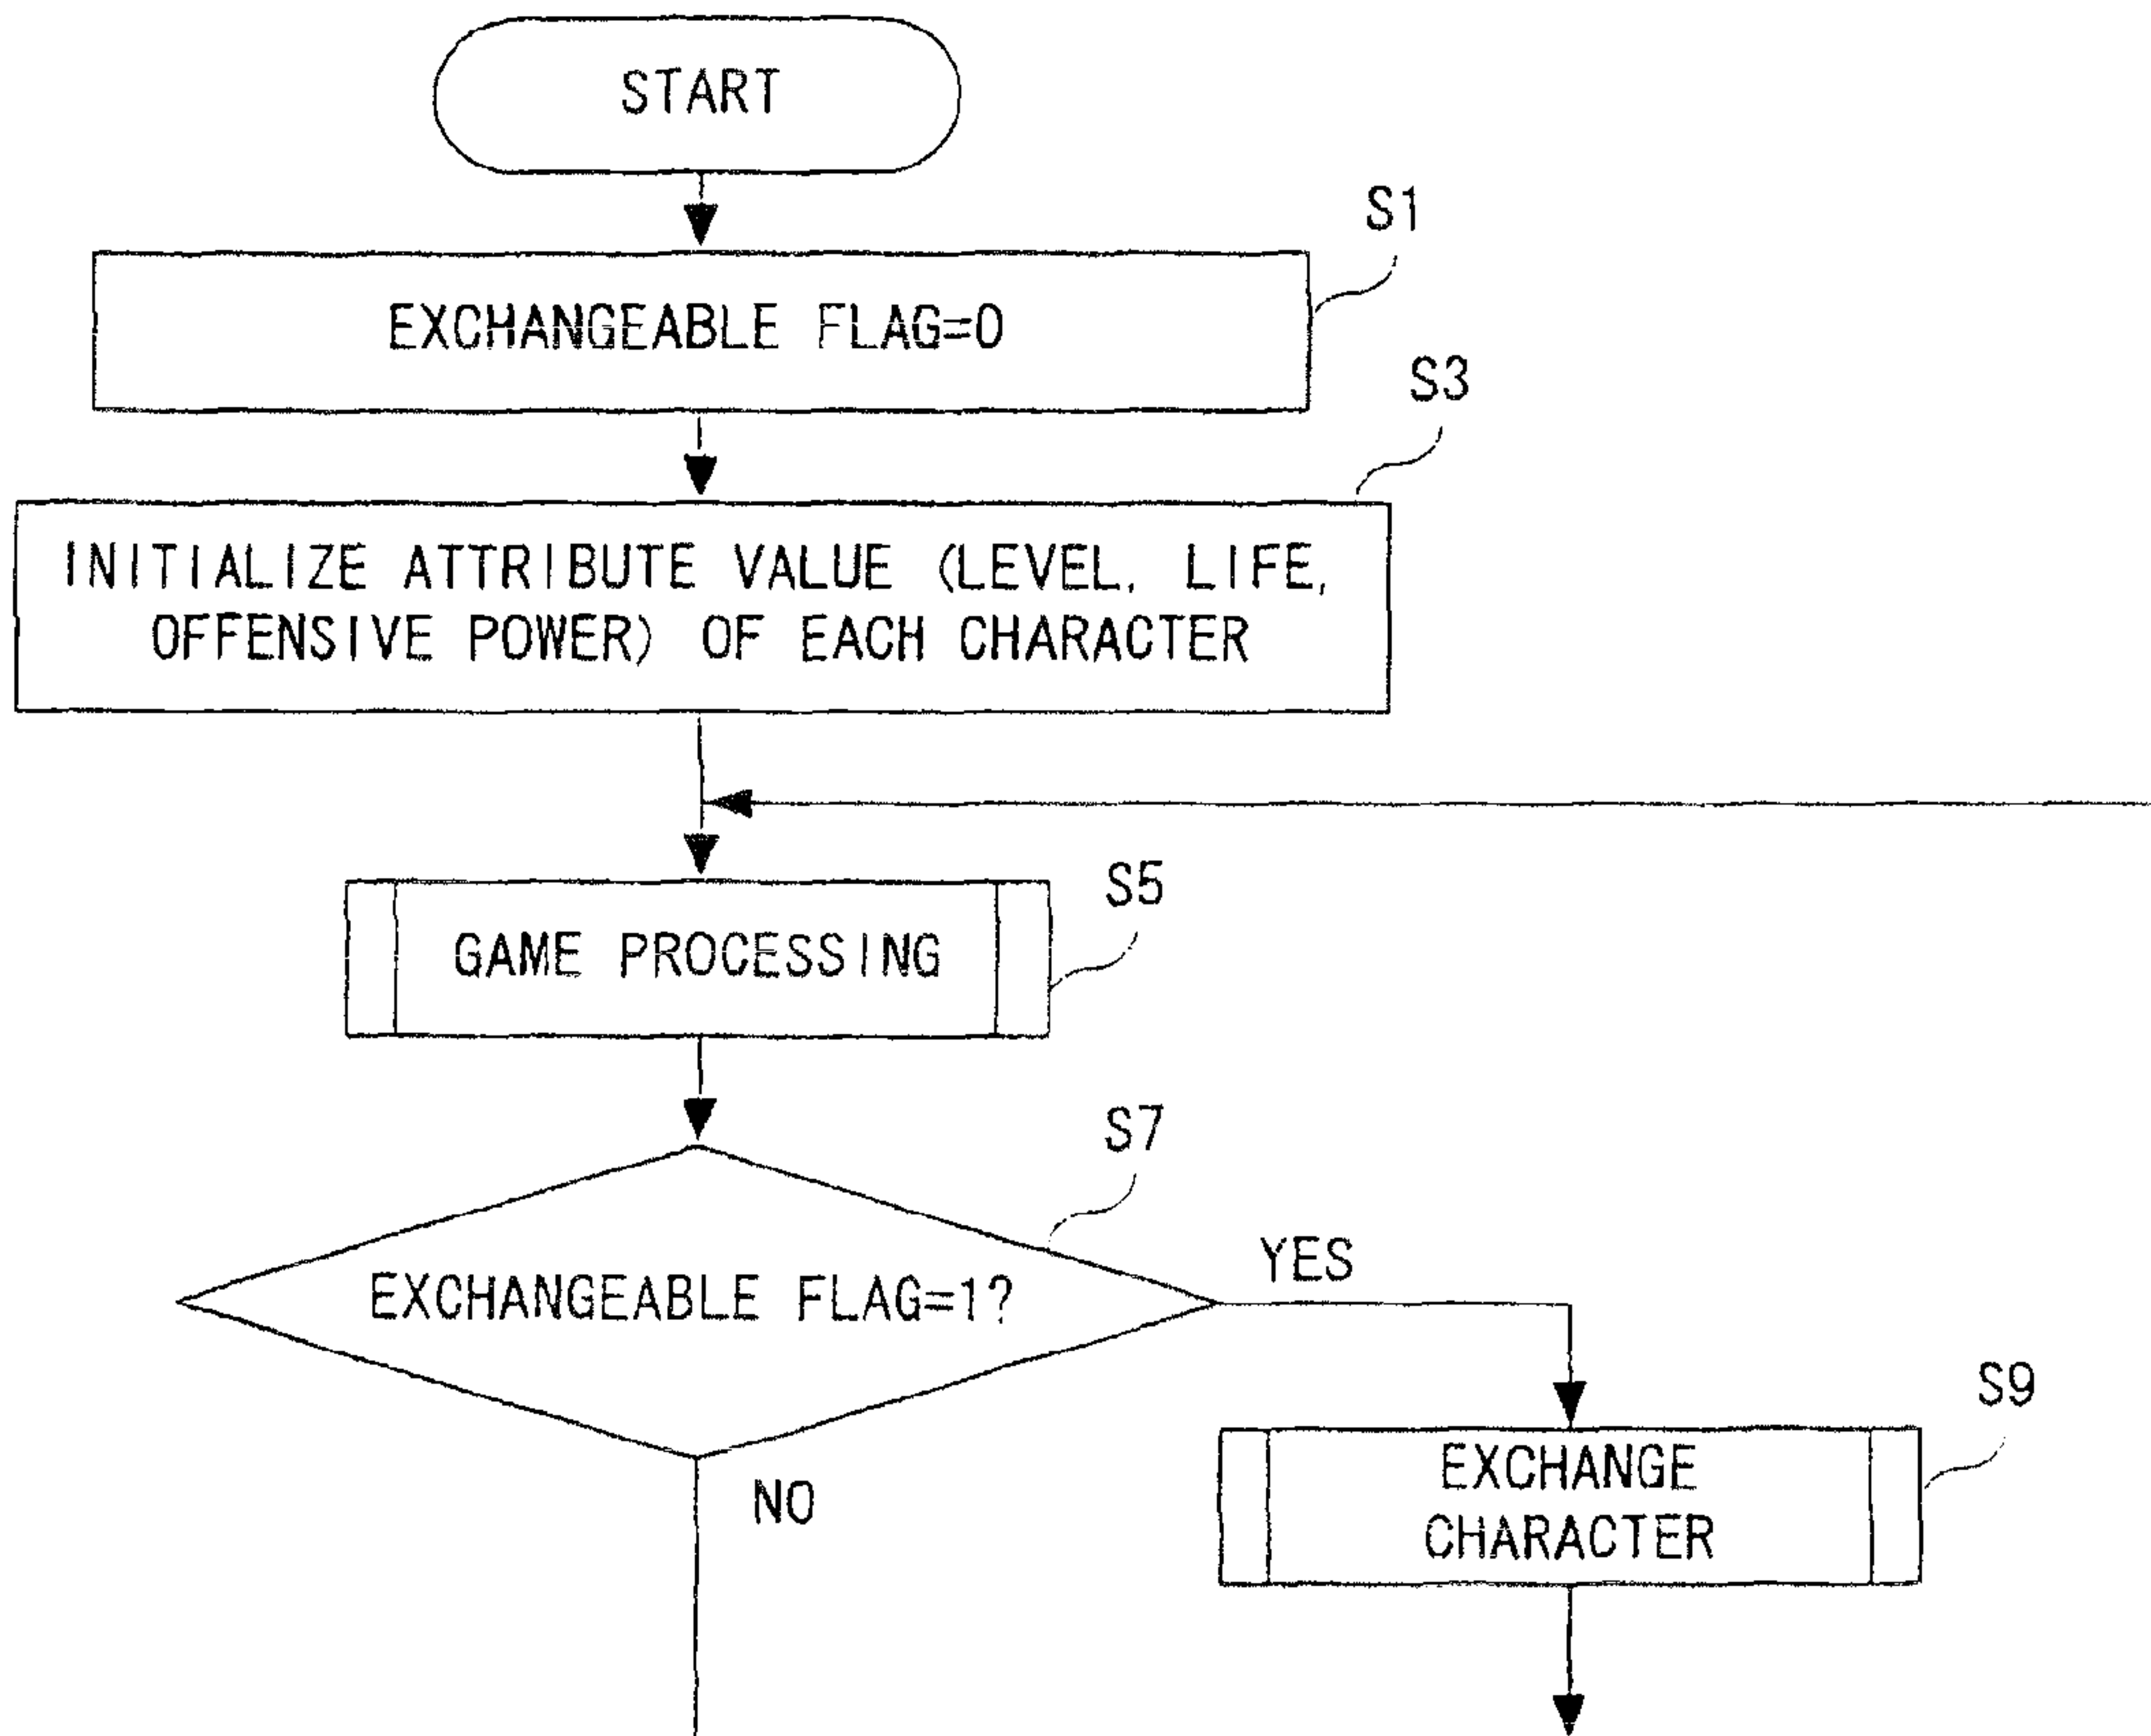 START
S1
EXCHANGEABLE FLAG=0
S3
INITIALIZE ATTRIBUTE VALUE (LEVEL, LIFE,
OFFENSIVE POWER) OF EACH CHARACTER
S5
GAME PROCESSING
S7
EXCHANGEABLE FLAG=1?
YES
S9
EXCHANGE
CHARACTER
NO